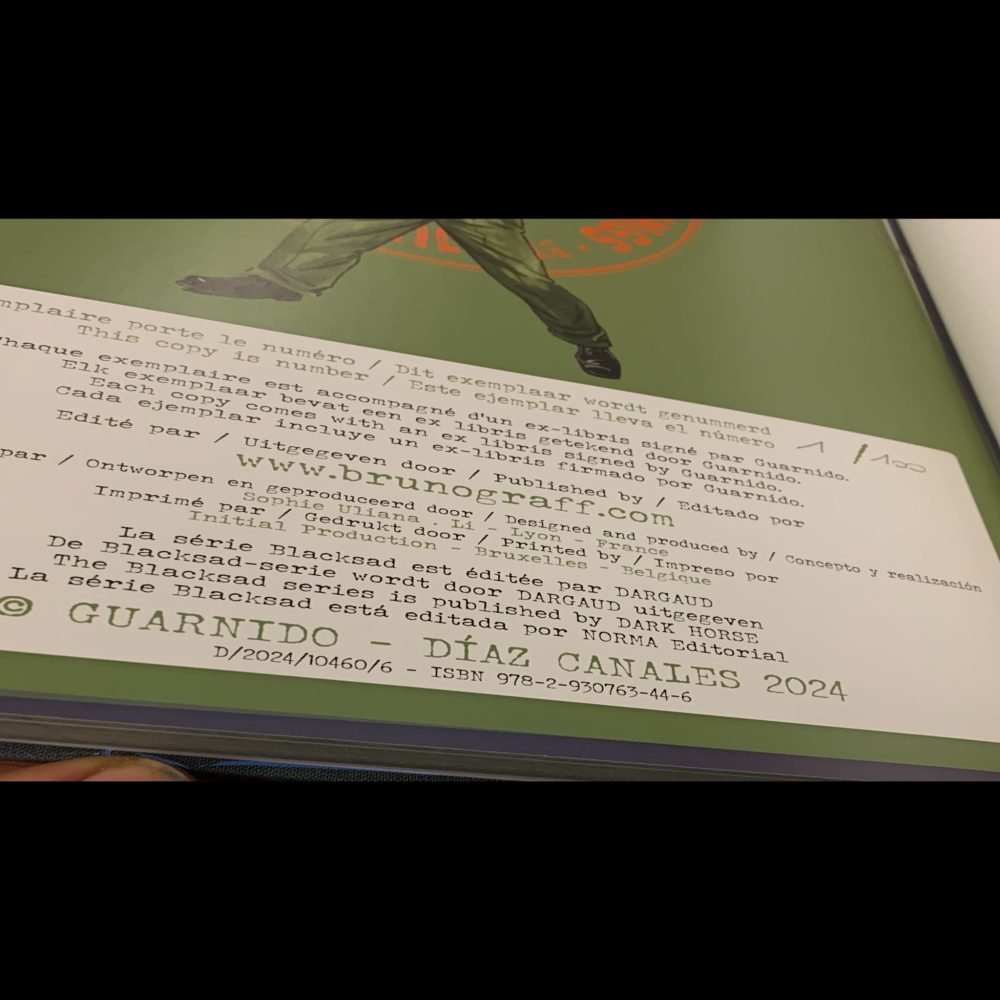 mplaire porte le numéro / Dit exemplaar wordt genummerd
This copy is number / Este ejemplar lleva el número 1 /100
haque exemplaire est accompagné d'un ex-libris signé par Guarnido.
Elk exemplaar bevat een ex libris getekend door Guarnido.
Each copy comes with an ex libris signed by Guarnido.
Cada ejemplar incluye un ex-libris firmado por Guarnido.
Edité par / Uitgegeven door / Published by / Editado por
www.brunograff.com
par / Ontworpen en geproduceerd door / Designed and produced by / Concepto y realización
Sophie Uliana . Li - Lyon - France
Imprimé par / Gedrukt door / Printed by / Impreso por
Initial Production - Bruxelles - Belgique
La série Blacksad est éditée par DARGAUD
De Blacksad-serie wordt door DARGAUD uitgegeven
The Blacksad series is published by DARK HORSE
La série Blacksad está editada por NORMA Editorial
© GUARNIDO - DÍAZ CANALES 2024
D/2024/10460/6 - ISBN 978-2-930763-44-6